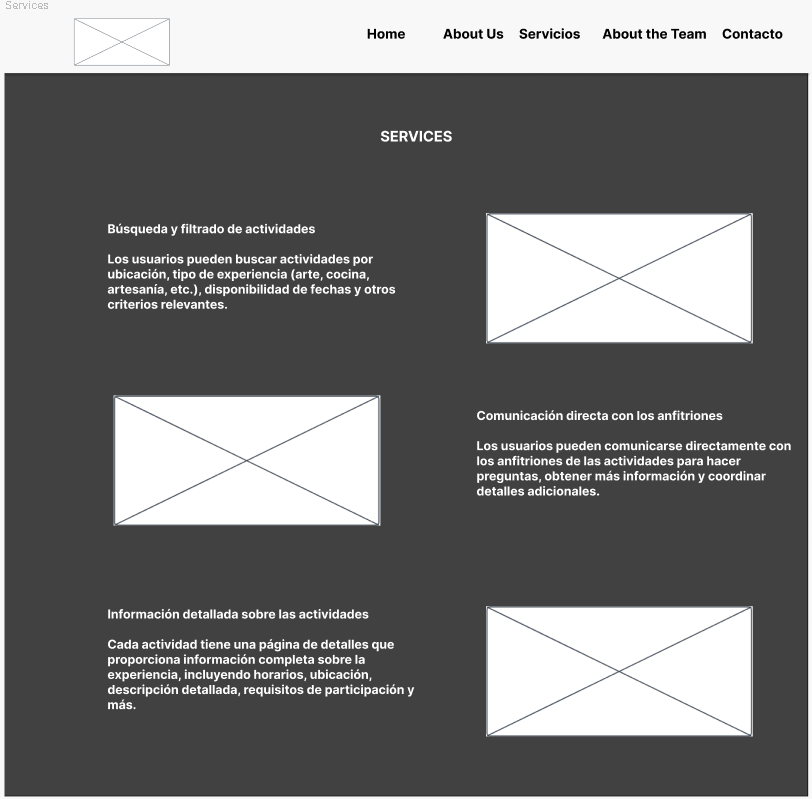 Services
Home About Us Servicios About the Team Contacto
SERVICES
Búsqueda y filtrado de actividades
Los usuarios pueden buscar actividades por
ubicación, tipo de experiencia (arte, cocina,
artesanía, etc.), disponibilidad de fechas y otros
criterios relevantes.
Comunicación directa con los anfitriones
Los usuarios pueden comunicarse directamente con
los anfitriones de las actividades para hacer
preguntas, obtener más información y coordinar
detalles adicionales.
Información detallada sobre las actividades
Cada actividad tiene una página de detalles que
proporciona información completa sobre la
experiencia, incluyendo horarios, ubicación,
descripción detallada, requisitos de participación y
más.